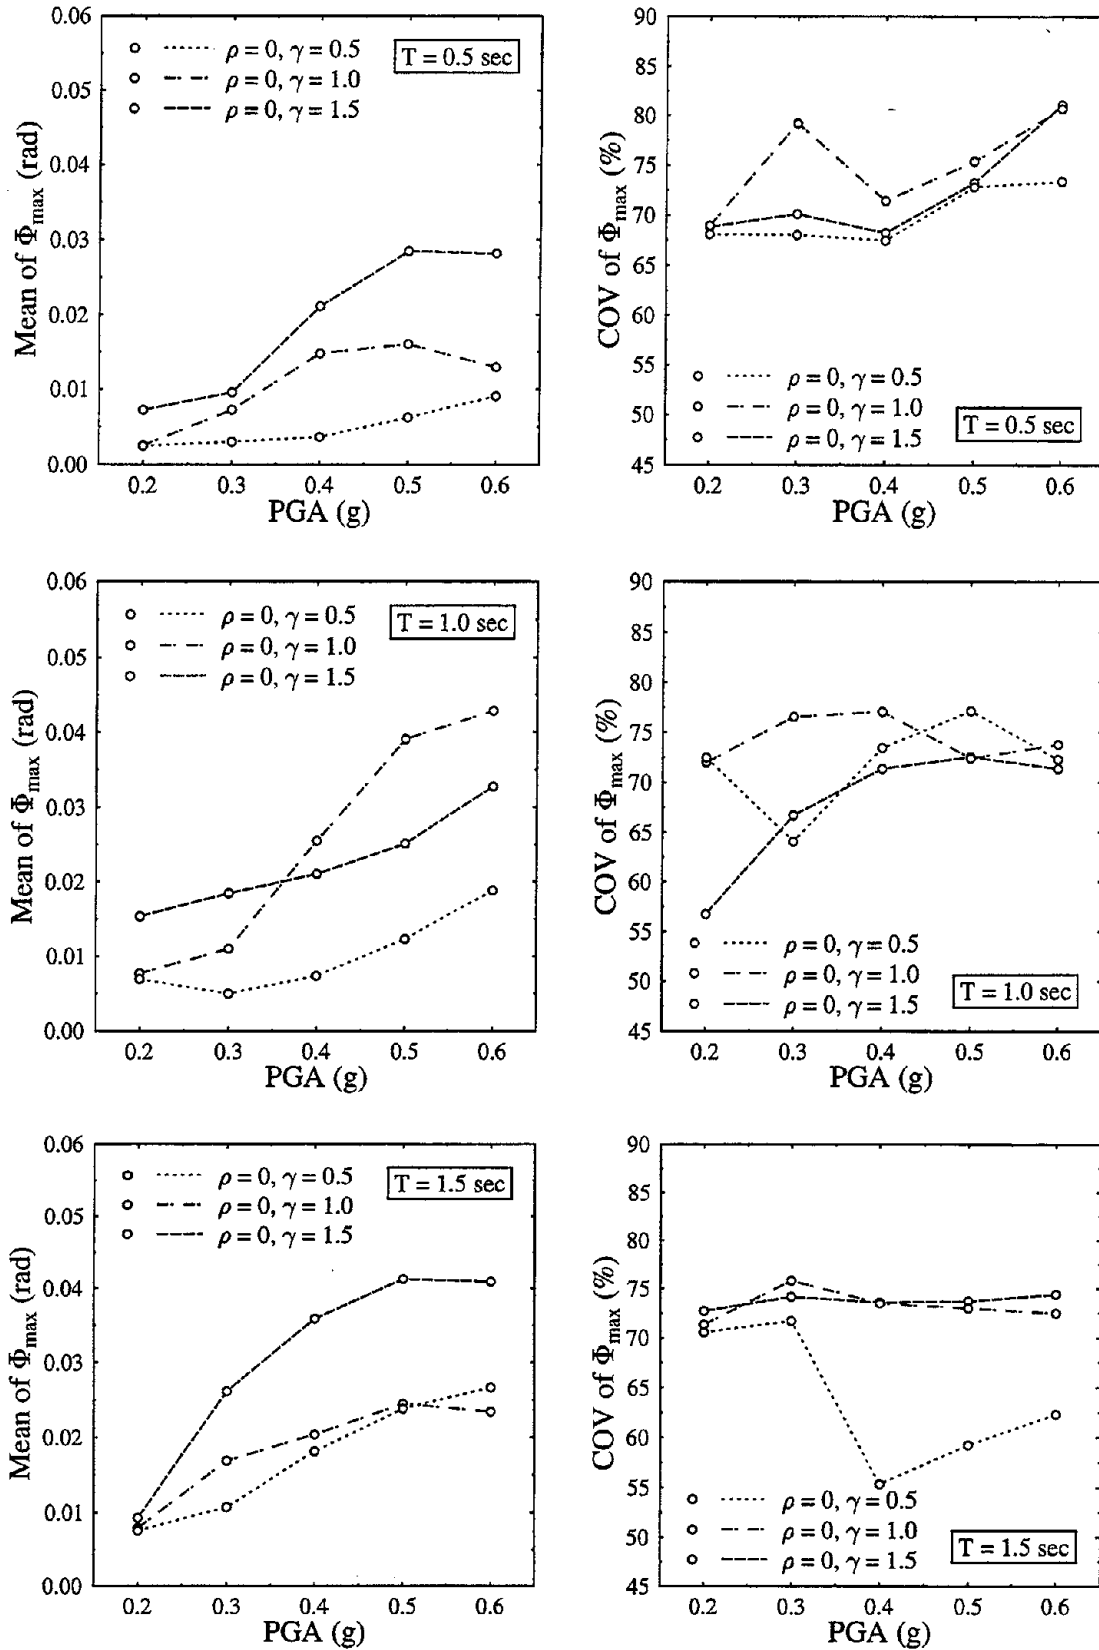 0.06
0.05
0.04
0.03
0.02
0.01
0.00
Mean of Φmax (rad)
ρ = 0, γ = 0.5
ρ = 0, γ = 1.0
ρ = 0, γ = 1.5
T = 0.5 sec
0.2 0.3 0.4 0.5 0.6
PGA (g)
90
85
80
75
70
65
60
55
50
45
COV of Φmax (%)
ρ = 0, γ = 0.5
ρ = 0, γ = 1.0
ρ = 0, γ = 1.5
T = 0.5 sec
0.2 0.3 0.4 0.5 0.6
PGA (g)
0.06
0.05
0.04
0.03
0.02
0.01
0.00
Mean of Φmax (rad)
ρ = 0, γ = 0.5
ρ = 0, γ = 1.0
ρ = 0, γ = 1.5
T = 1.0 sec
0.2 0.3 0.4 0.5 0.6
PGA (g)
90
85
80
75
70
65
60
55
50
45
COV of Φmax (%)
ρ = 0, γ = 0.5
ρ = 0, γ = 1.0
ρ = 0, γ = 1.5
T = 1.0 sec
0.2 0.3 0.4 0.5 0.6
PGA (g)
0.06
0.05
0.04
0.03
0.02
0.01
0.00
Mean of Φmax (rad)
ρ = 0, γ = 0.5
ρ = 0, γ = 1.0
ρ = 0, γ = 1.5
T = 1.5 sec
0.2 0.3 0.4 0.5 0.6
PGA (g)
90
85
80
75
70
65
60
55
50
45
COV of Φmax (%)
ρ = 0, γ = 0.5
ρ = 0, γ = 1.0
ρ = 0, γ = 1.5
T = 1.5 sec
0.2 0.3 0.4 0.5 0.6
PGA (g)